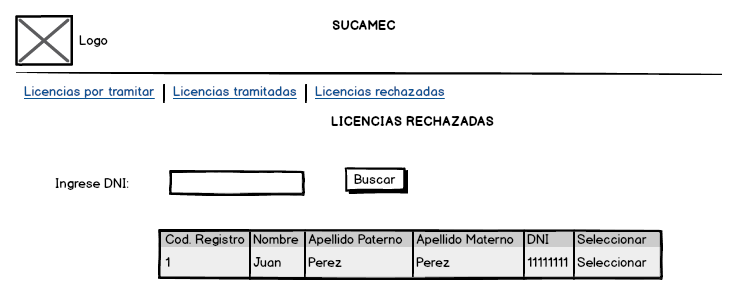 SUCAMEC
Logo
Licencias por tramitar | Licencias tramitadas | Licencias rechazadas
LICENCIAS RECHAZADAS
Ingrese DNI: Buscar
Cod. Registro Nombre Apellido Paterno Apellido Materno DNI Seleccionar
1 Juan Perez Perez 11111111 Seleccionar